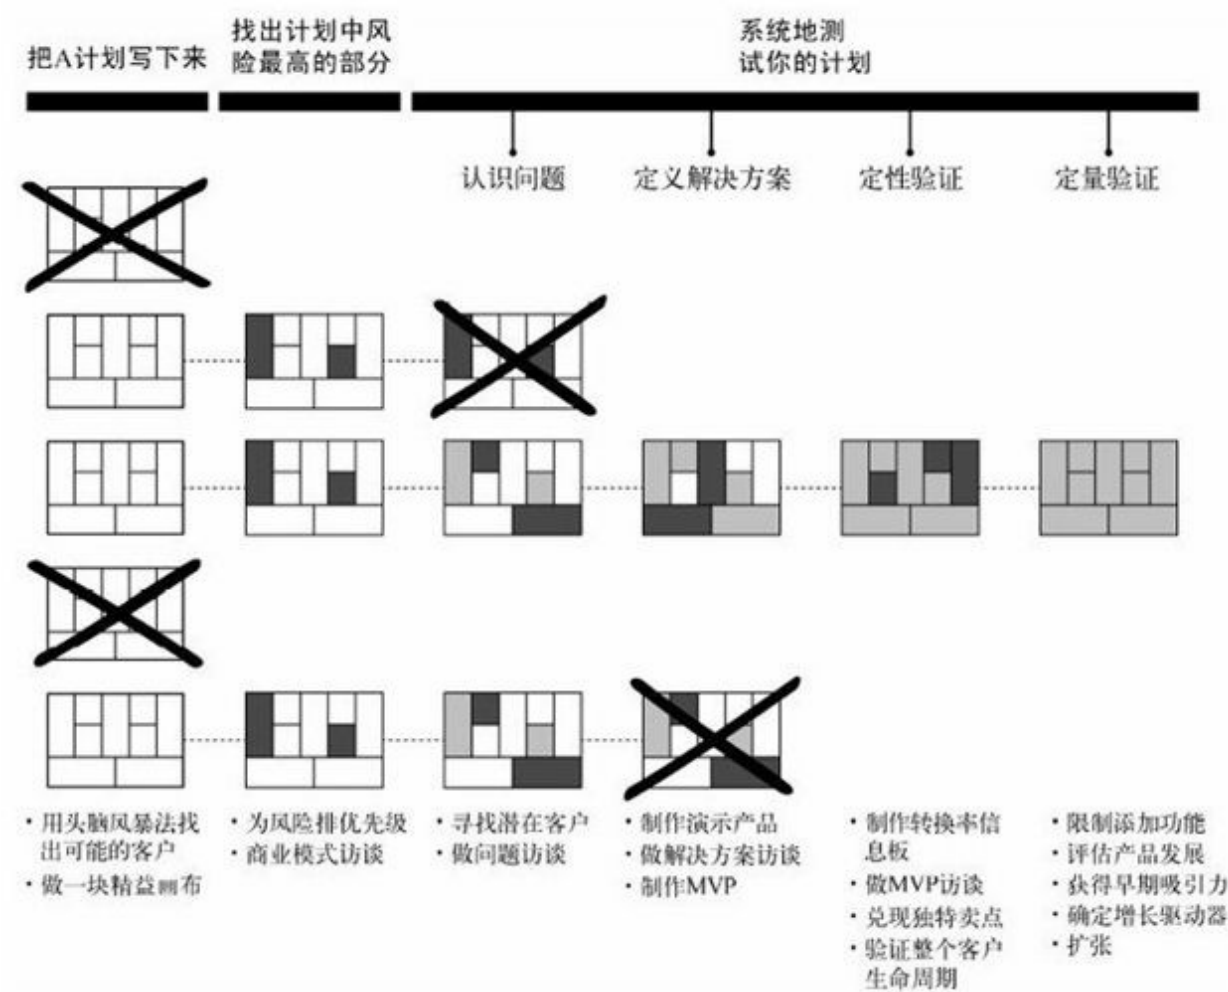 把A计划写下来
找出计划中风
险最高的部分
系统地测
试你的计划
认识问题
定义解决方案
定性验证
定量验证
·用头脑风暴法找
出可能的客户
·做一块精益画布
·为风险排优先级
·商业模式访谈
·寻找潜在客户
·做问题访谈
·制作演示产品
·做解决方案访谈
·制作MVP
·制作转换率信
息板
·做MVP访谈
·兑现独特卖点
·验证整个客户
生命周期
·限制添加功能
·评估产品发展
·获得早期吸引力
·确定增长驱动器
·扩张